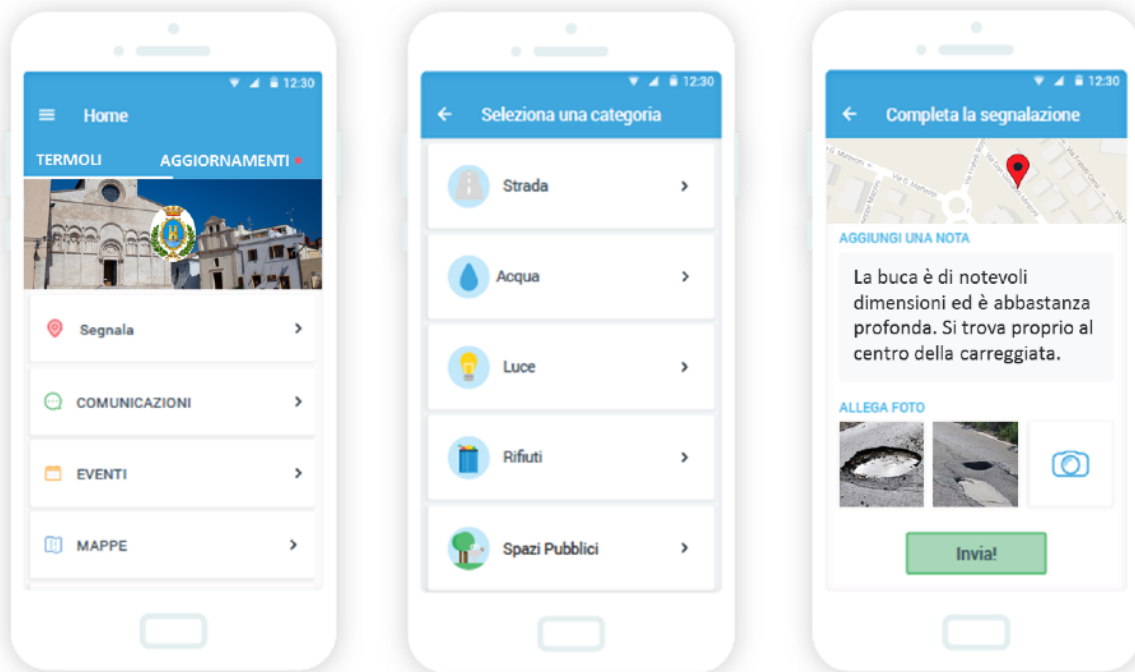 12:30
Home
TERMOLI
AGGIORNAMENTI
Segnala
COMUNICAZIONI
EVENTI
MAPPE
12:30
Seleziona una categoria
Strada
Acqua
Luce
Rifiuti
Spazi Pubblici
12:30
Completa la segnalazione
Via G. Matteotti
AGGIUNGI UNA NOTA
La buca è di notevoli
dimensioni ed è abbastanza
profonda. Si trova proprio al
centro della carreggiata.
ALLEGA FOTO
Invia!